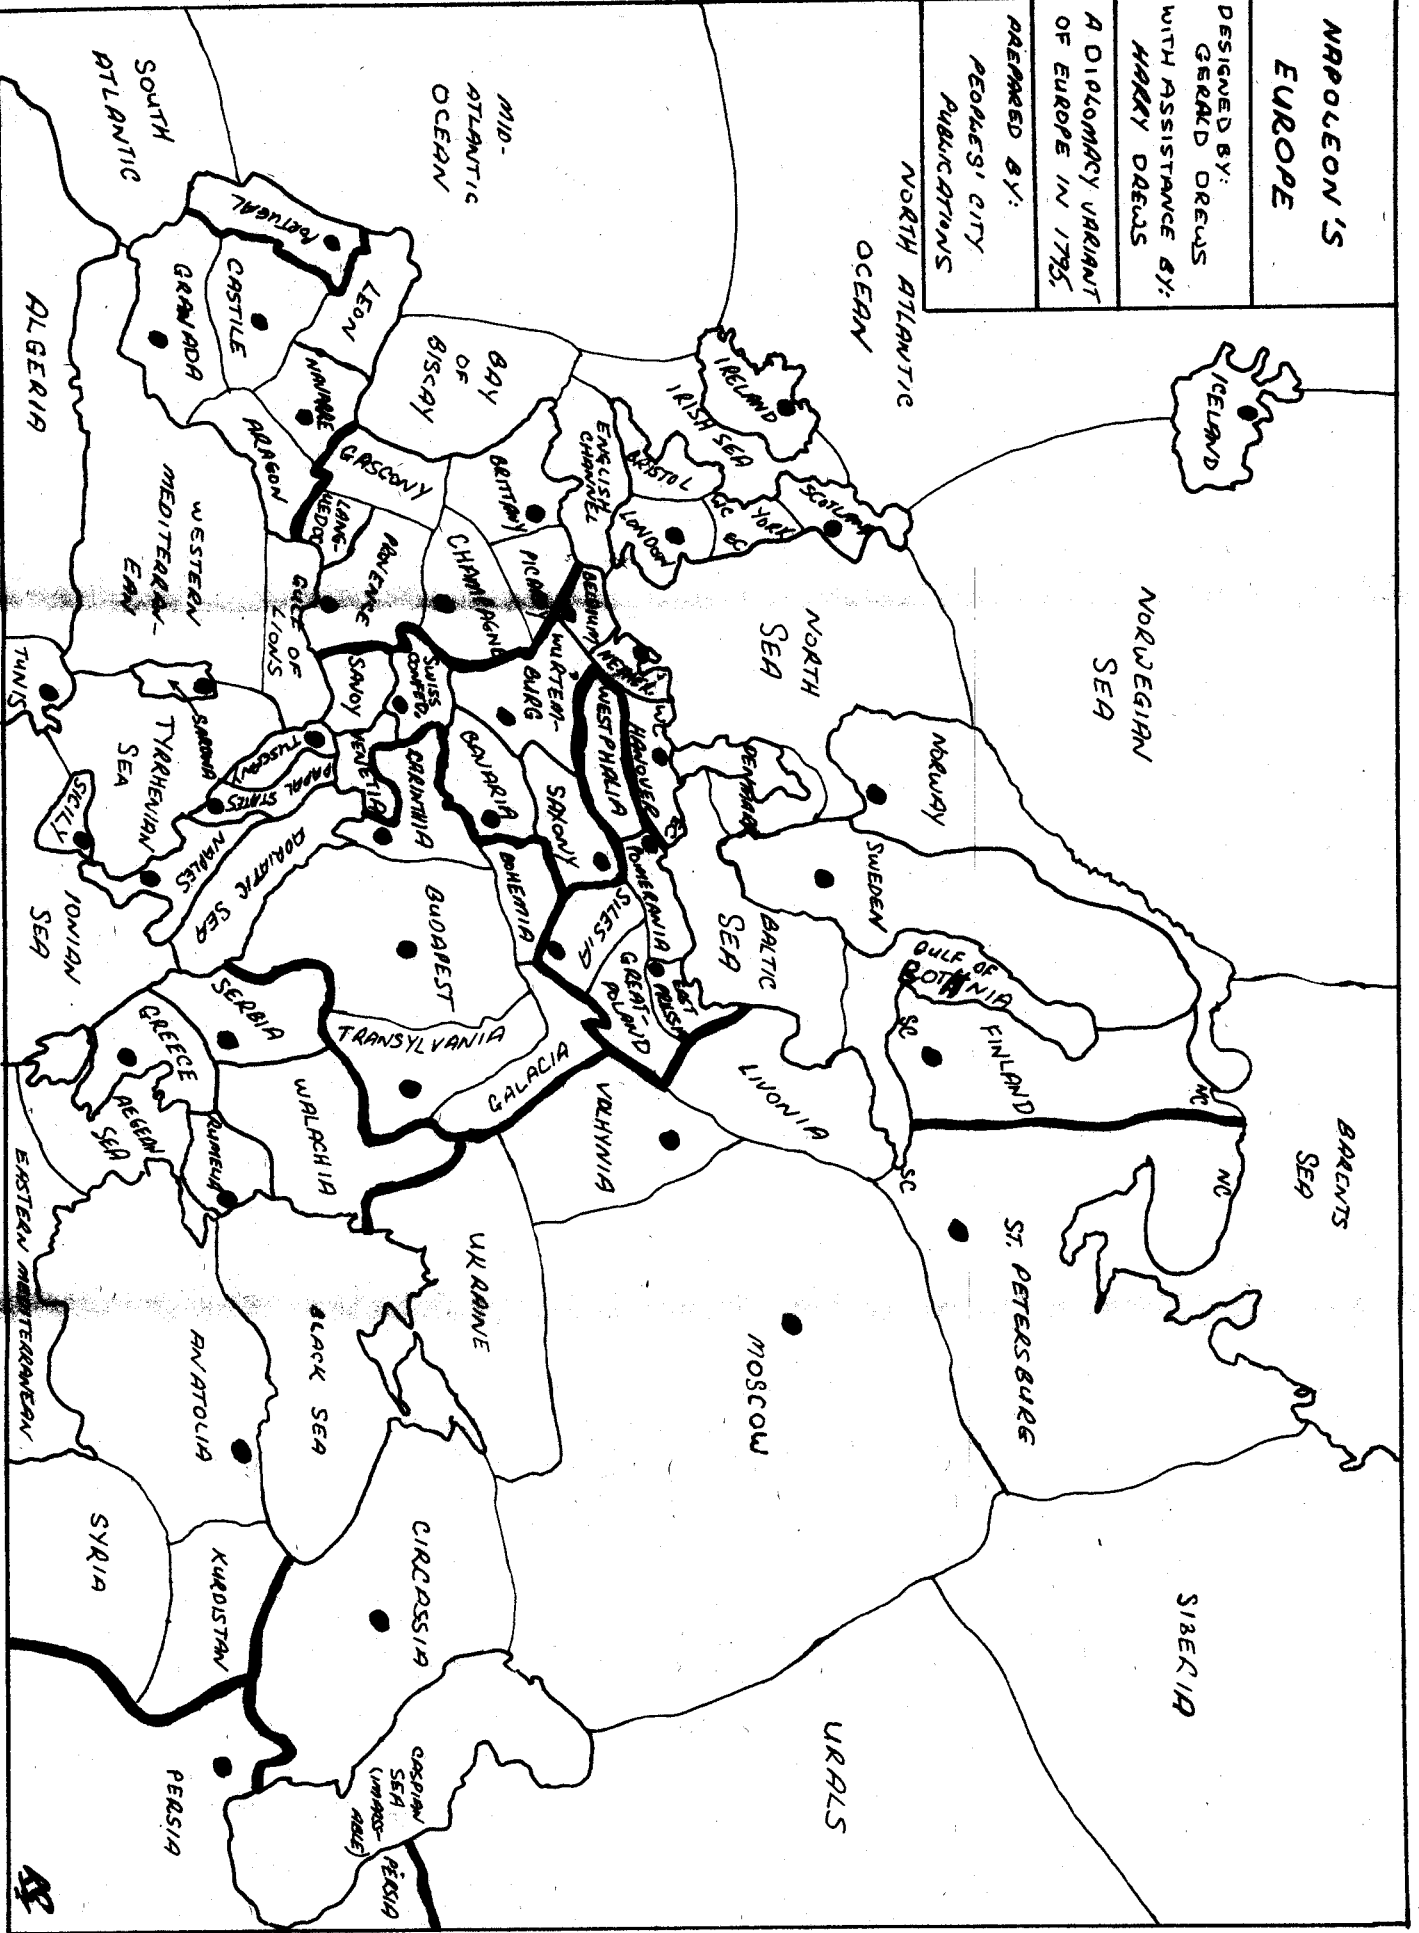 NAPOLEON'S
EUROPE
DESIGNED BY:
GERALD DREWS
WITH ASSISTANCE BY:
HARRY DREWS
A DIPLOMACY VARIANT
OF EUROPE IN 1795.
PREPARED BY:
PEOPLES' CITY
PUBLICATIONS
ICELAND
NORWEGIAN
SEA
BARENTS
SEA
SIBERIA
NORTH ATLANTIC
OCEAN
MID-
ATLANTIC
OCEAN
SOUTH
ATLANTIC
IRELAND
IRISH SEA
SCOTLAND
YORK
WC
EC
BRISTOL
LONDON
ENGLISH
CHANNEL
NORTH
SEA
NORWAY
SWEDEN
GULF OF
BOTHNIA
FINLAND
SC
NC
NC
SC
ST. PETERSBURG
DENMARK
BALTIC
SEA
LIVONIA
MOSCOW
URALS
BAY
OF
BISCAY
BRITTANY
PICARDY
BELGIUM
WC
HANOVER
EC
WESTPHALIA
POMERANIA
EAST
PRUSSIA
GREAT-
POLAND
SILESIA
SAXONY
WURTEM-
BURG
BAVARIA
BOHEMIA
GASCONY
CHAMPAGNE
PROVENCE
LANG-
UEDOC
SWISS
CONFED.
SAVOY
VENETIA
CARINTHIA
BUDAPEST
TRANSYLVANIA
GALACIA
VOLHYNIA
UKRAINE
PORTUGAL
LEON
CASTILE
GRANADA
NAVARRE
ARAGON
GULF OF
LIONS
WESTERN
MEDITERRAN-
EAN
ALGERIA
TUNIS
SARDINIA
TUSCANY
PAPAL
STATES
NAPLES
SICILY
TYRRHENIAN
SEA
ADRIATIC SEA
IONIAN
SEA
SERBIA
GREECE
WALACHIA
RUMELIA
AEGEAN
SEA
BLACK SEA
ANATOLIA
EASTERN MEDITERRANEAN
SYRIA
KURDISTAN
CIRCASSIA
CASPIAN
SEA
(IMPASS-
ABLE)
PERSIA
PERSIA